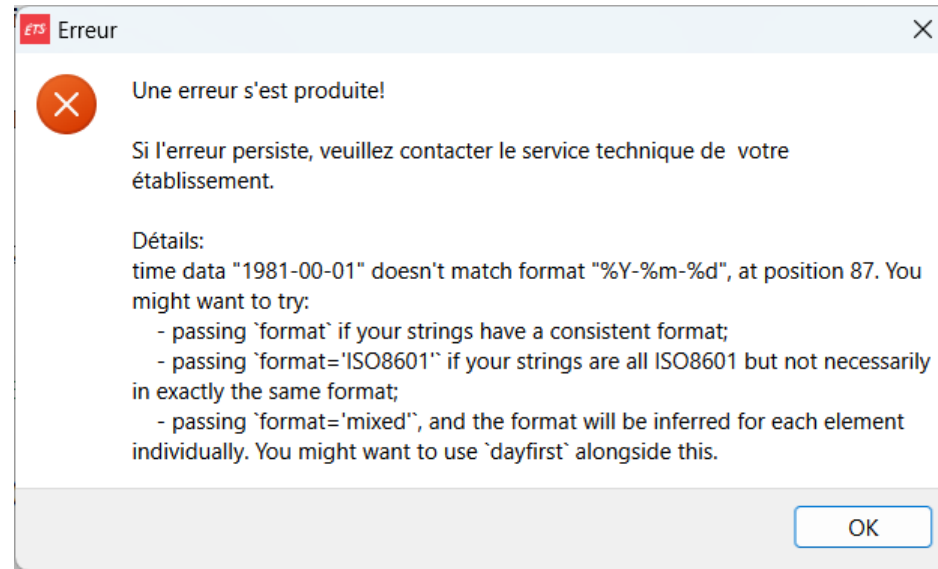 ÉTS Erreur
Une erreur s'est produite!
Si l'erreur persiste, veuillez contacter le service technique de  votre
établissement.
Détails:
time data "1981-00-01" doesn't match format "%Y-%m-%d", at position 87. You
might want to try:
    - passing `format` if your strings have a consistent format;
    - passing `format='ISO8601'` if your strings are all ISO8601 but not necessarily
in exactly the same format;
    - passing `format='mixed'`, and the format will be inferred for each element
individually. You might want to use `dayfirst` alongside this.
OK